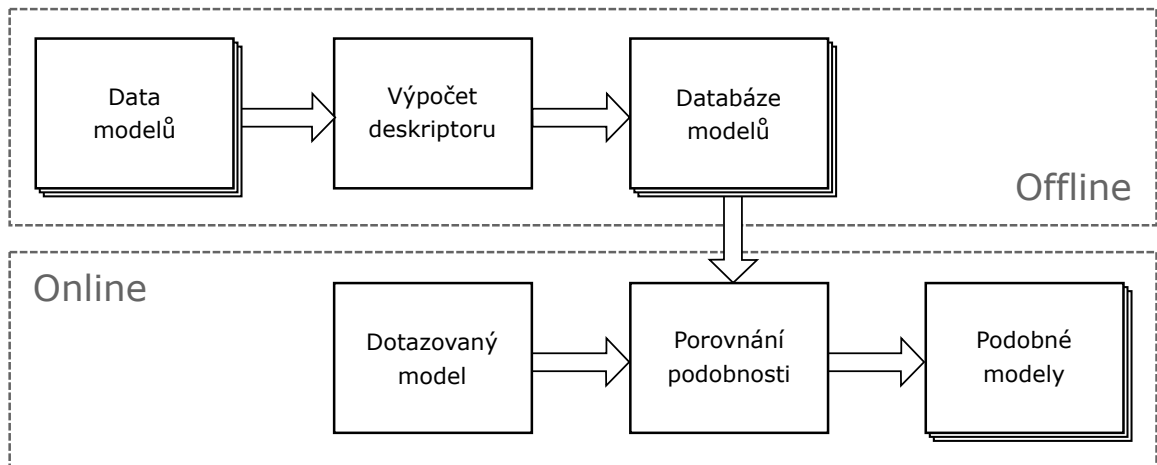 Data
modelů
Výpočet
deskriptoru
Databáze
modelů
Offline
Online
Dotazovaný
model
Porovnání
podobnosti
Podobné
modely